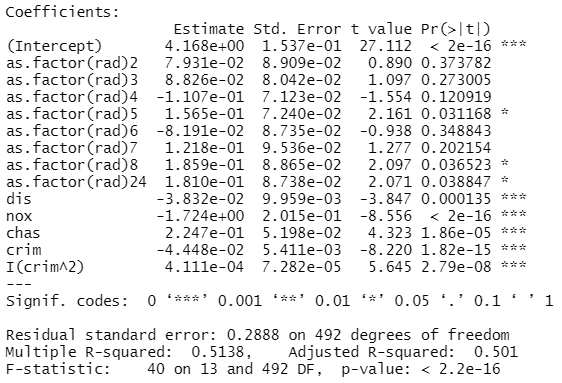 Coefficients:
Estimate Std. Error t value Pr(>|t|)
(Intercept) 4.168e+00 1.537e-01 27.112 < 2e-16 ***
as.factor(rad)2 7.931e-02 8.909e-02 0.890 0.373782
as.factor(rad)3 8.826e-02 8.042e-02 1.097 0.273005
as.factor(rad)4 -1.107e-01 7.123e-02 -1.554 0.120919
as.factor(rad)5 1.565e-01 7.240e-02 2.161 0.031168 *
as.factor(rad)6 -8.191e-02 8.735e-02 -0.938 0.348843
as.factor(rad)7 1.218e-01 9.536e-02 1.277 0.202154
as.factor(rad)8 1.859e-01 8.865e-02 2.097 0.036523 *
as.factor(rad)24 1.810e-01 8.738e-02 2.071 0.038847 *
dis -3.832e-02 9.959e-03 -3.847 0.000135 ***
nox -1.724e+00 2.015e-01 -8.556 < 2e-16 ***
chas 2.247e-01 5.198e-02 4.323 1.86e-05 ***
crim -4.448e-02 5.411e-03 -8.220 1.82e-15 ***
I(crim^2) 4.111e-04 7.282e-05 5.645 2.79e-08 ***
---
Signif. codes: 0 ‘***’ 0.001 ‘**’ 0.01 ‘*’ 0.05 ‘.’ 0.1 ‘ ’ 1
Residual standard error: 0.2888 on 492 degrees of freedom
Multiple R-squared: 0.5138, Adjusted R-squared: 0.501
F-statistic: 40 on 13 and 492 DF, p-value: < 2.2e-16